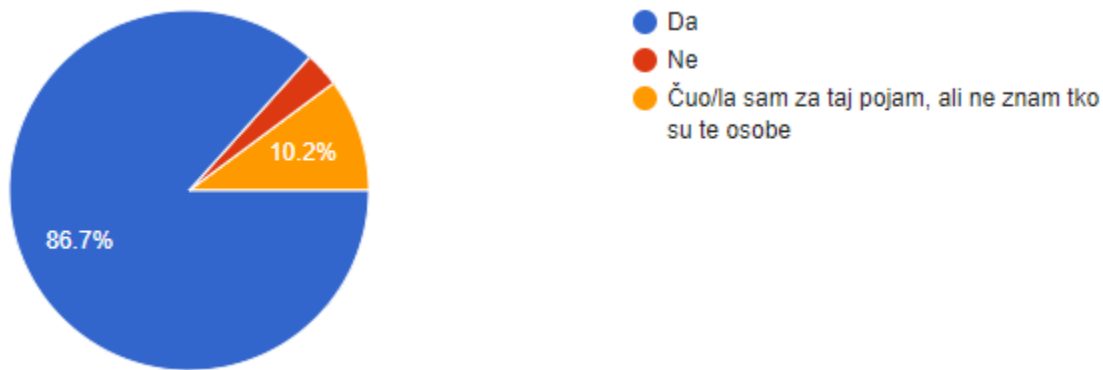 Da
Ne
Čuo/la sam za taj pojam, ali ne znam tko
su te osobe
10.2%
86.7%